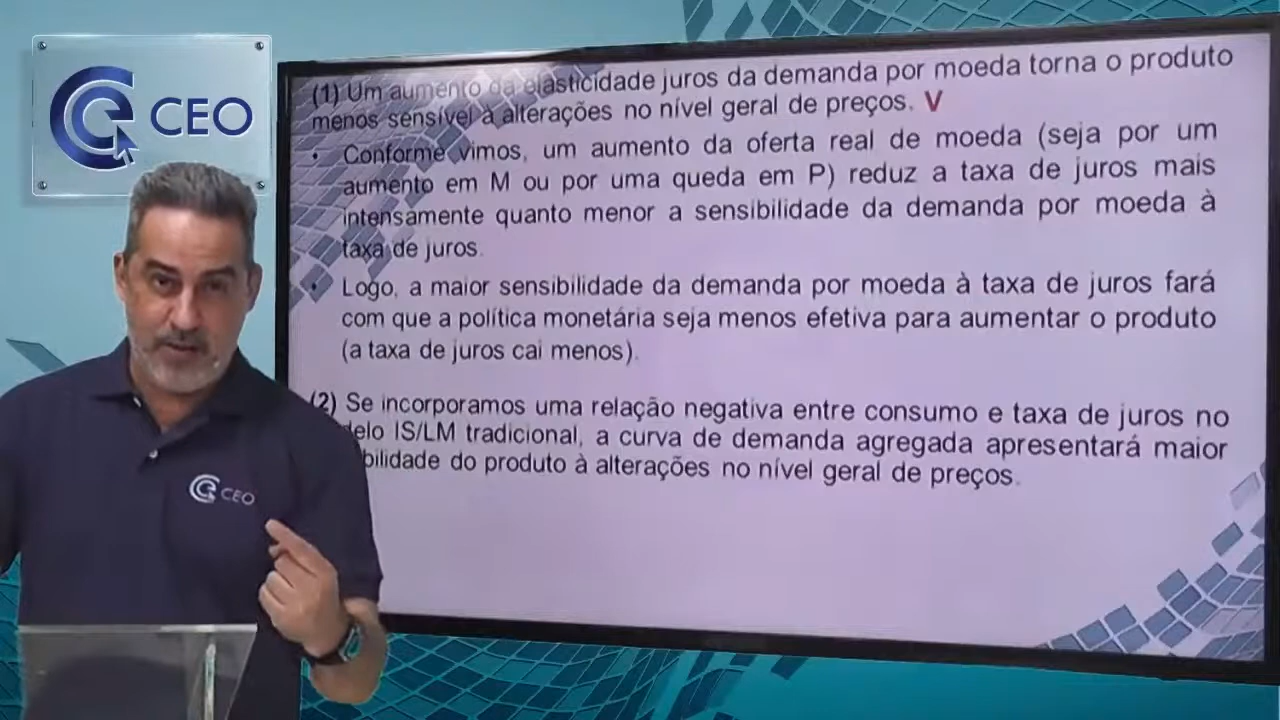 CEO
(1) Um aumento da elasticidade juros da demanda por moeda torna o produto
menos sensível à alterações no nível geral de preços. V
• Conforme vimos, um aumento da oferta real de moeda (seja por um
aumento em M ou por uma queda em P) reduz a taxa de juros mais
intensamente quanto menor a sensibilidade da demanda por moeda à
taxa de juros.
• Logo, a maior sensibilidade da demanda por moeda à taxa de juros fará
com que a política monetária seja menos efetiva para aumentar o produto
(a taxa de juros cai menos).
(2) Se incorporamos uma relação negativa entre consumo e taxa de juros no
delo IS/LM tradicional, a curva de demanda agregada apresentará maior
bilidade do produto à alterações no nível geral de preços.
CEO